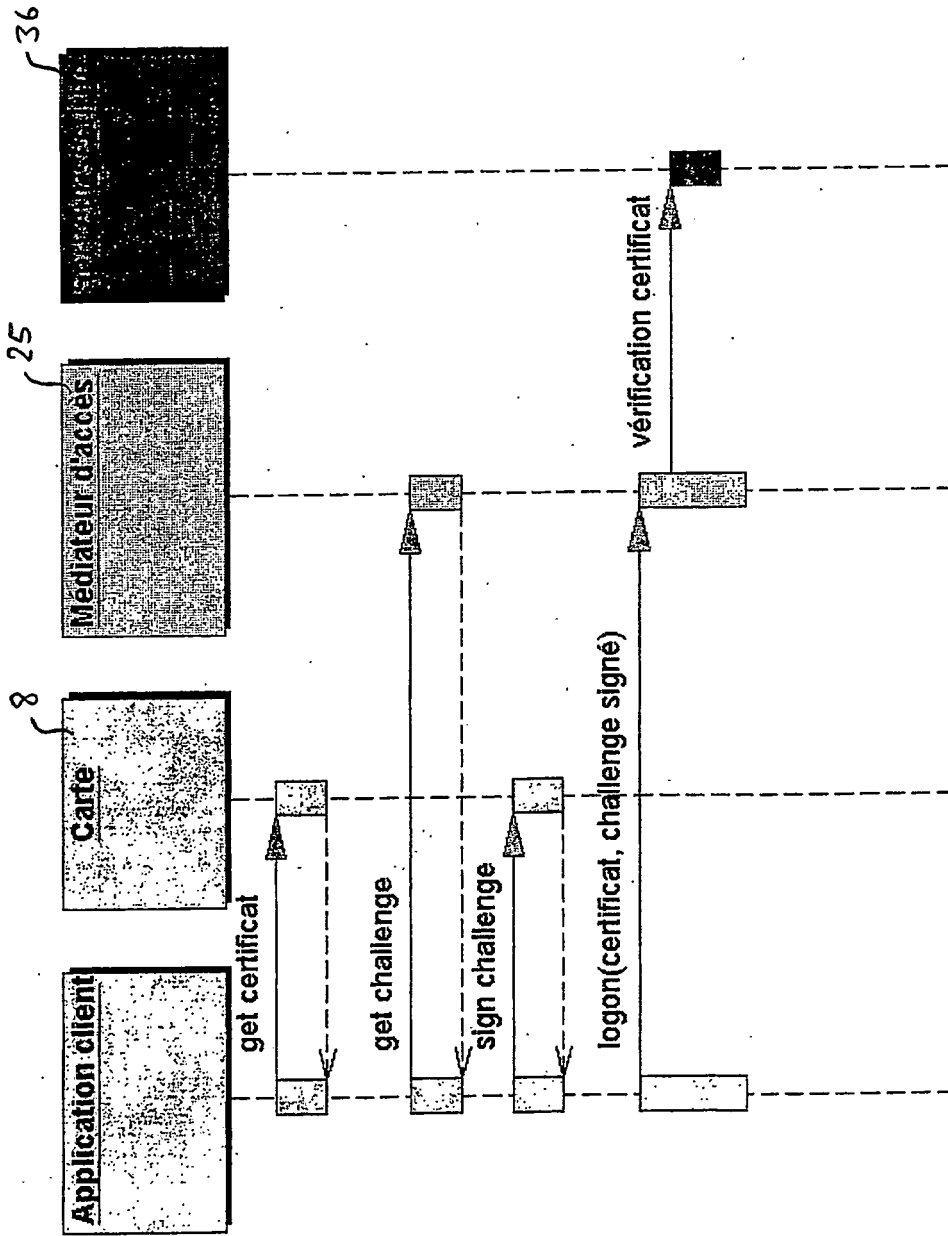 8
25
36
Application client
Carte
Médiateur d'accès
get certificat
get challenge
sign challenge
logon(certificat, challenge signé)
vérification certificat